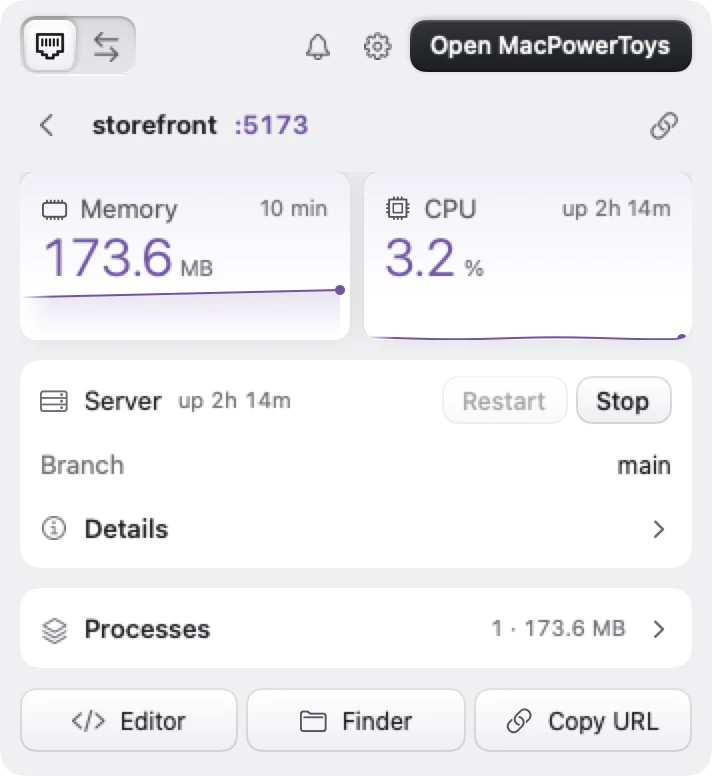 Open MacPowerToys
storefront :5173
Memory 10 min
173.6 MB
CPU up 2h 14m
3.2 %
Server up 2h 14m Restart Stop
Branch main
Details
Processes 1 · 173.6 MB
</> Editor Finder Copy URL